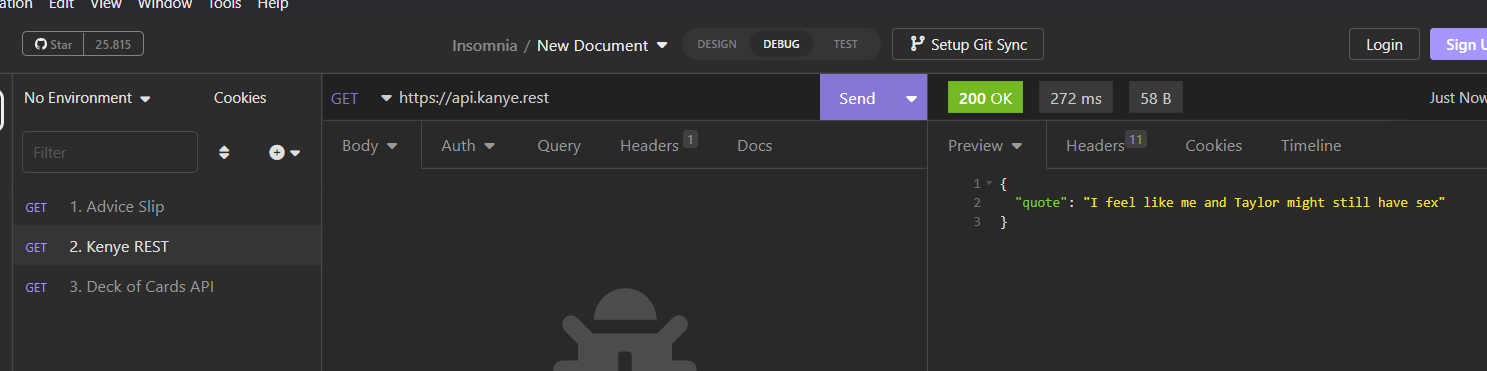 ation Edit View Window Tools Help
Star 25.815 Insomnia / New Document DESIGN DEBUG TEST Setup Git Sync Login Sign U
No Environment Cookies GET https://api.kanye.rest Send 200 OK 272 ms 58 B Just Now
Filter Body Auth Query Headers 1 Docs Preview Headers 11 Cookies Timeline
1 {
GET 1. Advice Slip 2 "quote": "I feel like me and Taylor might still have sex"
3 }
GET 2. Kenye REST
GET 3. Deck of Cards API